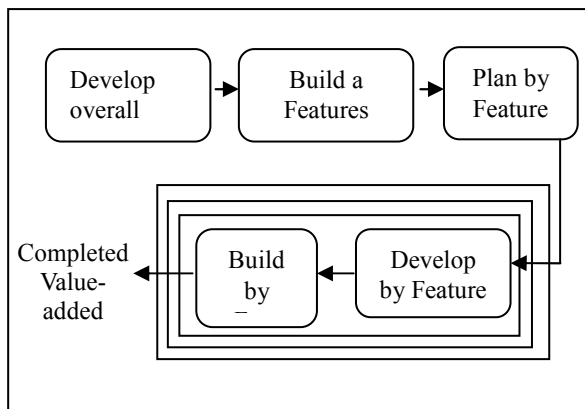 Develop
overall
Build a
Features
Plan by
Feature
Develop
by Feature
Build
by
Completed
Value-
added